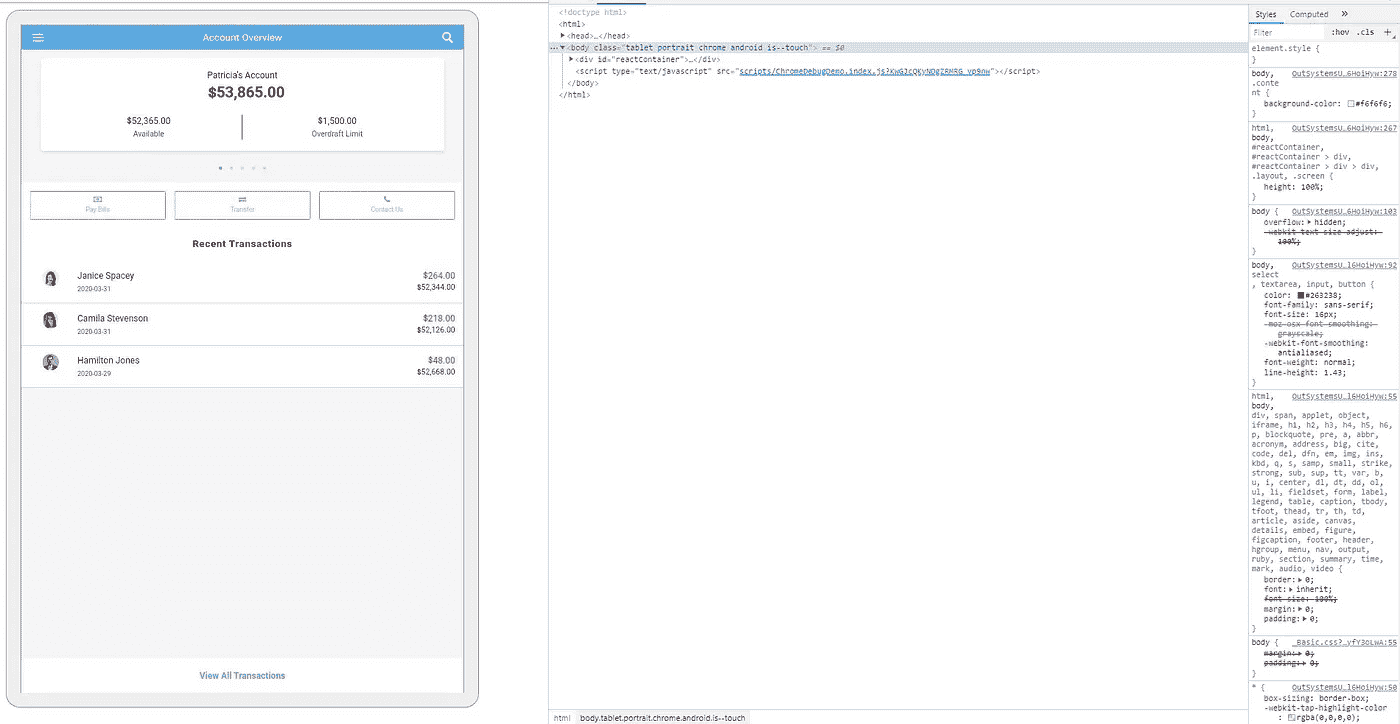 Account Overview
Patricia's Account
$53,865.00
$52,365.00
Available
$1,500.00
Overdraft Limit
Pay Bills
Transfer
Contact Us
Recent Transactions
Janice Spacey
$264.00
2020-03-31
$52,344.00
Camila Stevenson
$218.00
2020-03-31
$52,126.00
Hamilton Jones
$48.00
2020-03-29
$52,668.00
View All Transactions
<!doctype html>
<html>
<head>…</head>
<body class="tablet portrait chrome android is--touch"> == $0
<div id="reactContainer">…</div>
<script type="text/javascript" src="
</script>
</body>
</html>
html body.tablet.portrait.chrome.android.is--touch
Styles Computed »
Filter :hov .cls +
element.style {
}
body, OutSystemsU…6HoiHyw:278
.conte
nt {
background-color: #f6f6f6;
}
html, OutSystemsU…6HoiHyw:267
body,
#reactContainer,
#reactContainer > div,
#reactContainer > div > div,
.layout, .screen {
height: 100%;
}
body { OutSystemsU…6HoiHyw:103
overflow: hidden;
-webkit-text-size-adjust:
100%;
}
body, OutSystemsU…l6HoiHyw:92
select
, textarea, input, button {
color: #263238;
font-family: sans-serif;
font-size: 16px;
-moz-osx-font-smoothing:
grayscale;
-webkit-font-smoothing:
antialiased;
font-weight: normal;
line-height: 1.43;
}
html, OutSystemsU…l6HoiHyw:55
body,
div, span, applet, object,
iframe, h1, h2, h3, h4, h5, h6,
p, blockquote, pre, a, abbr,
acronym, address, big, cite,
code, del, dfn, em, img, ins,
kbd, q, s, samp, small, strike,
strong, sub, sup, tt, var, b,
u, i, center, dl, dt, dd, ol,
ul, li, fieldset, form, label,
legend, table, caption, tbody,
tfoot, thead, tr, th, td,
article, aside, canvas,
details, embed, figure,
figcaption, footer, header,
hgroup, menu, nav, output,
ruby, section, summary, time,
mark, audio, video {
border: 0;
font: inherit;
font-size: 100%;
margin: 0;
padding: 0;
}
body { _Basic.css?_yfY3oLwA:55
margin: 0;
padding: 0;
}
* { OutSystemsU…l6HoiHyw:50
box-sizing: border-box;
-webkit-tap-highlight-color
: rgba(0,0,0,0);